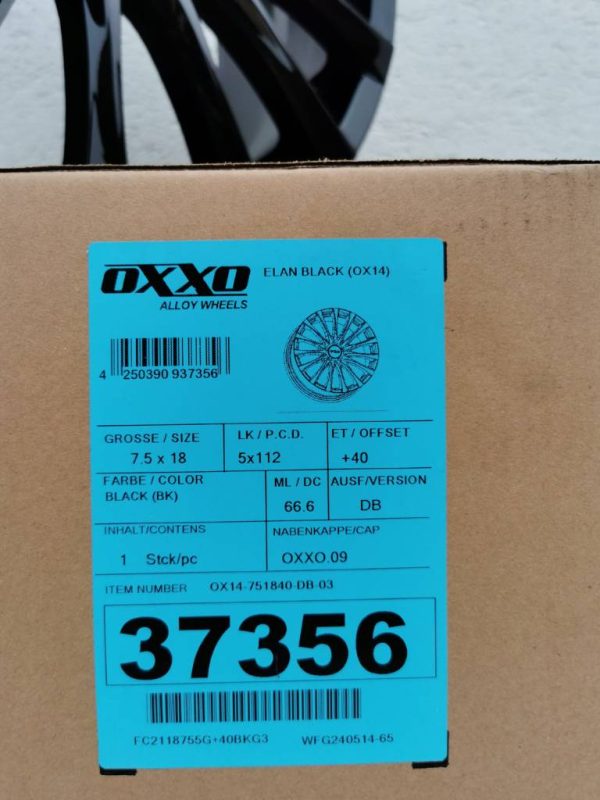 OXXO
ALLOY WHEELS
ELAN BLACK (OX14)
4 250390 937356
GROSSE / SIZE
7.5 x 18
LK / P.C.D.
5x112
ET / OFFSET
+40
FARBE / COLOR
BLACK (BK)
ML / DC
66.6
AUSF/VERSION
DB
INHALT/CONTENS
1 Stck/pc
NABENKAPPE/CAP
OXXO.09
ITEM NUMBER OX14-751840-DB-03
37356
FC2118755G+40BKG3 WFG240514-65